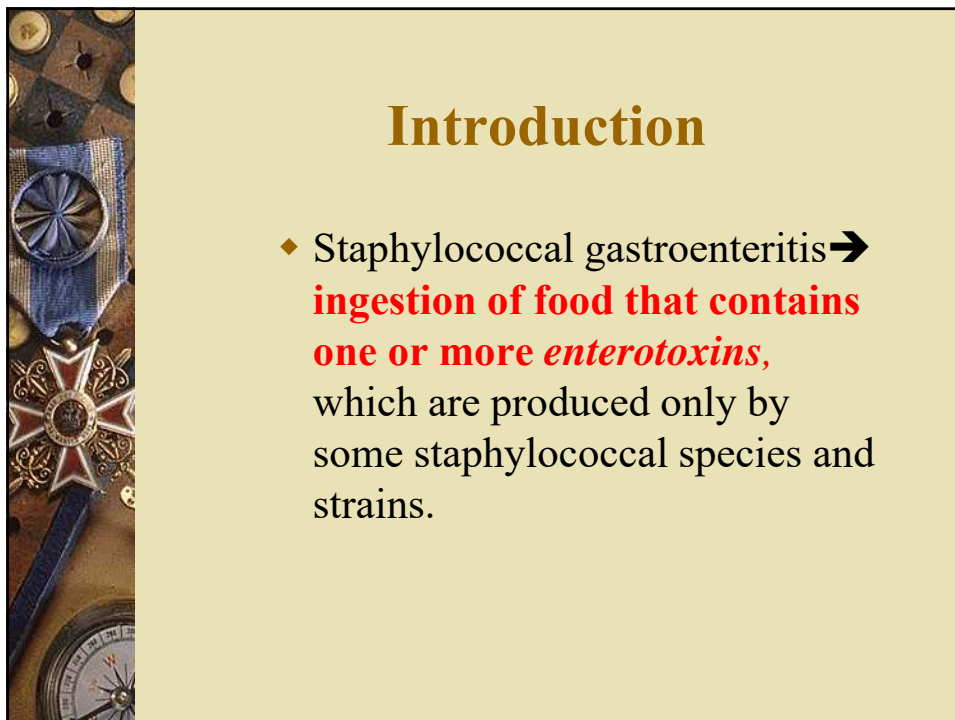 Introduction
Staphylococcal gastroenteritis➔
ingestion of food that contains
one or more enterotoxins,
which are produced only by
some staphylococcal species and
strains.